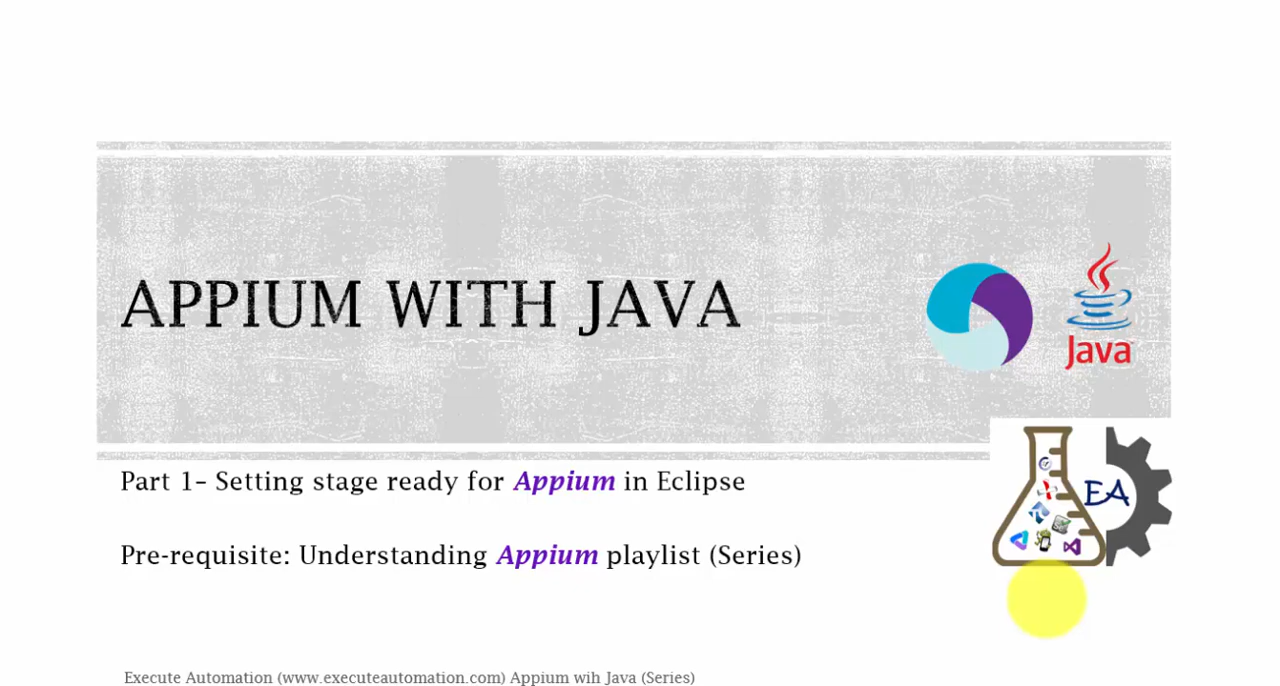 APPIUM WITH JAVA
Java
EA
Part 1– Setting stage ready for Appium in Eclipse
Pre-requisite: Understanding Appium playlist (Series)
Execute Automation (www.executeautomation.com) Appium wih Java (Series)